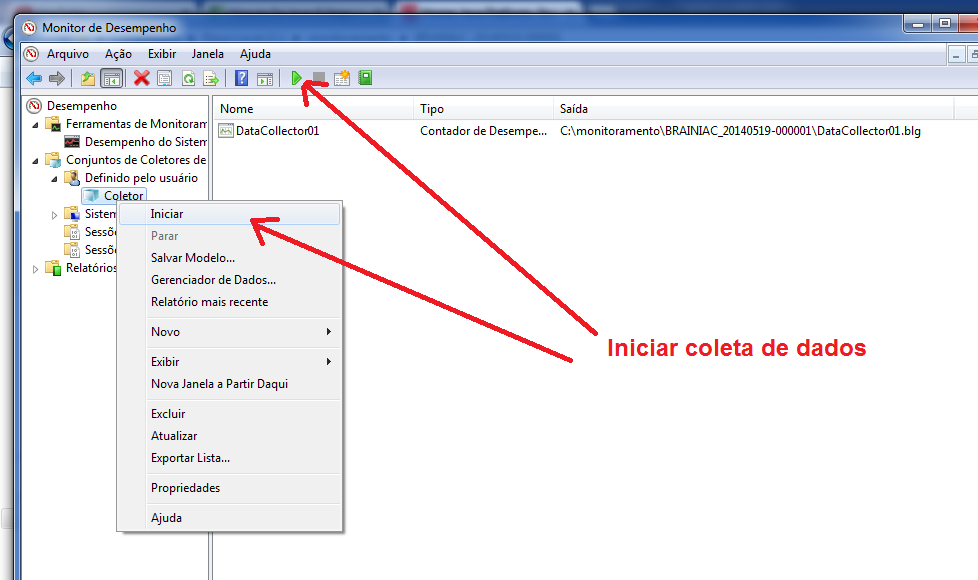 Monitor de Desempenho
Arquivo Ação Exibir Janela Ajuda
Desempenho
Ferramentas de Monitoram
Desempenho do Sistem
Conjuntos de Coletores de
Definido pelo usuário
Coletor
Sistem
Sessõ
Sessõ
Relatórios
Nome Tipo Saída
DataCollector01 Contador de Desempe... C:\monitoramento\BRAINIAC_20140519-000001\DataCollector01.blg
Iniciar
Parar
Salvar Modelo...
Gerenciador de Dados...
Relatório mais recente
Novo
Exibir
Nova Janela a Partir Daqui
Excluir
Atualizar
Exportar Lista...
Propriedades
Ajuda
Iniciar coleta de dados